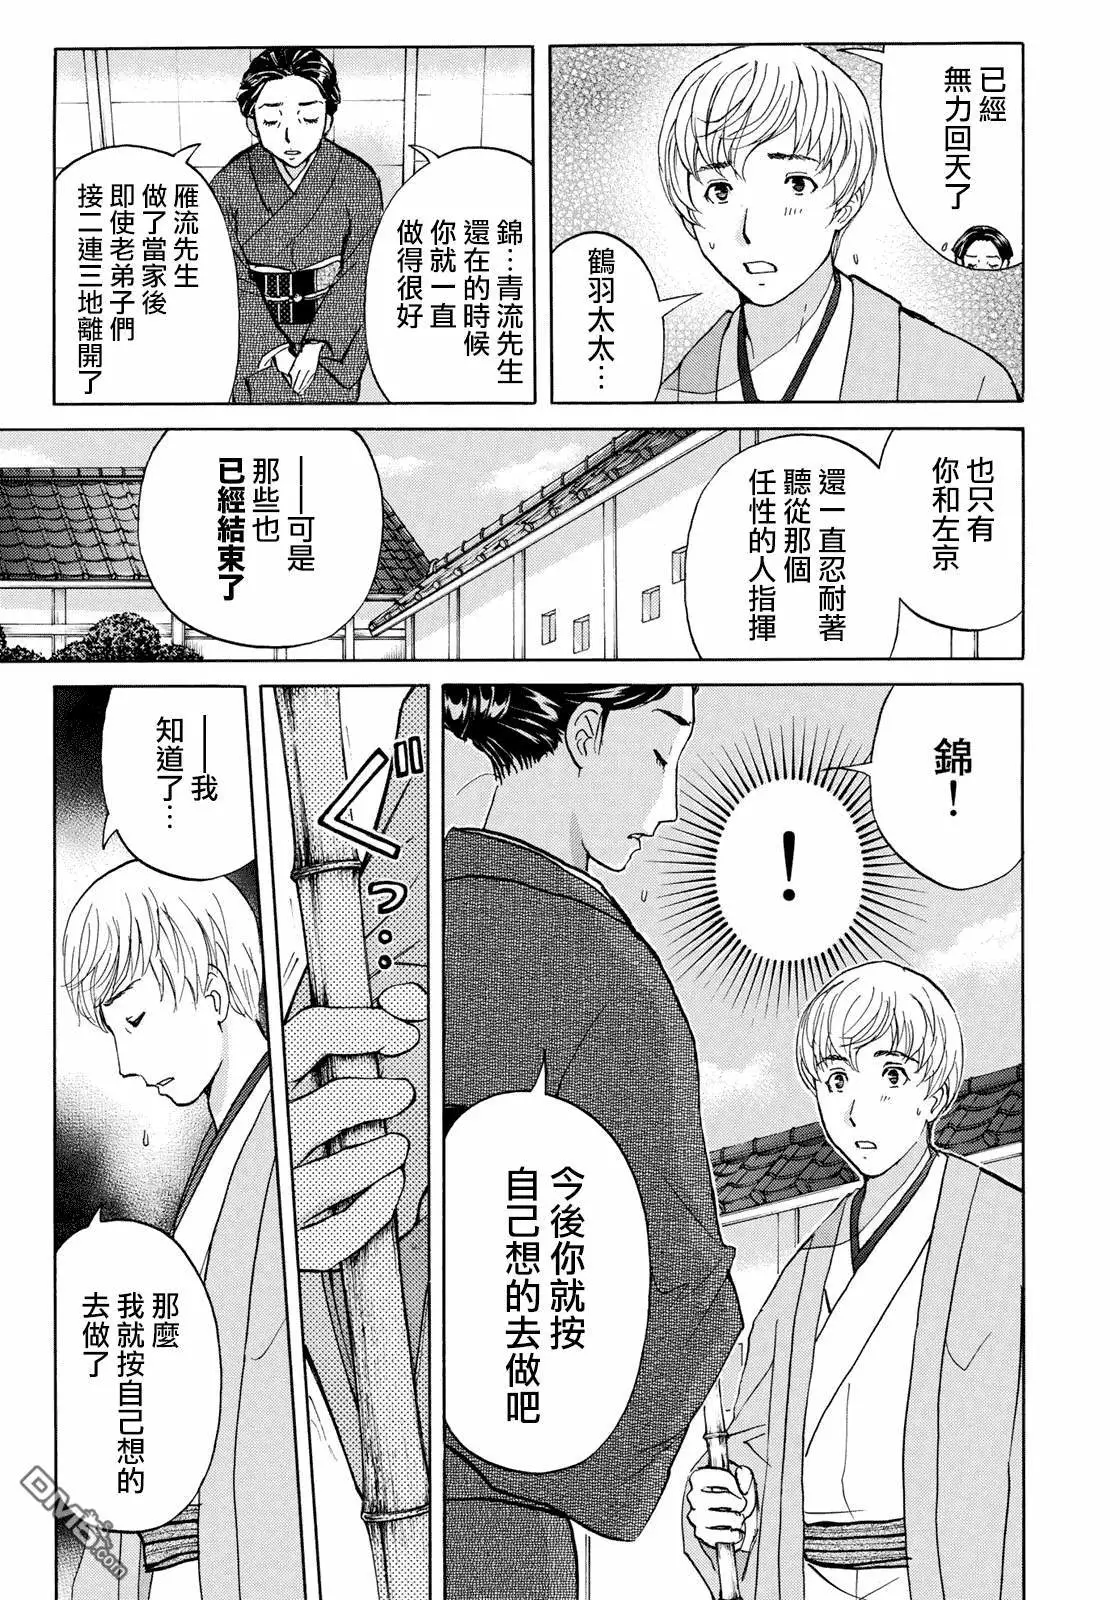 已經
無力回天了
鶴羽太太…
錦…青流先生
還在的時候
你就一直
做得很好
雁流先生
做了當家後
即使老弟子們
接二連三地離開了
也只有
你和左京
還一直忍耐著
聽從那個
任性的人指揮
——可是
那些也
已經結束了
錦！
！
今後你就按
自己想的去做吧
ぐっ…
——我
知道了…
那麼
我就按自己想的
去做了